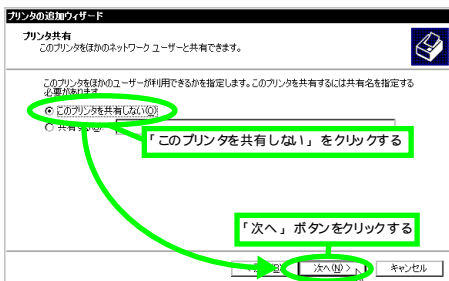 プリンタの追加ウィザード
プリンタ共有
このプリンタをほかのネットワーク ユーザーと共有できます。
このプリンタをほかのユーザーが利用できるかを指定します。このプリンタを共有するには共有名を指定する
必要があります。
このプリンタを共有しない(O)
共有する(S):
「このプリンタを共有しない」をクリックする
「次へ」ボタンをクリックする
次へ(N) >
キャンセル